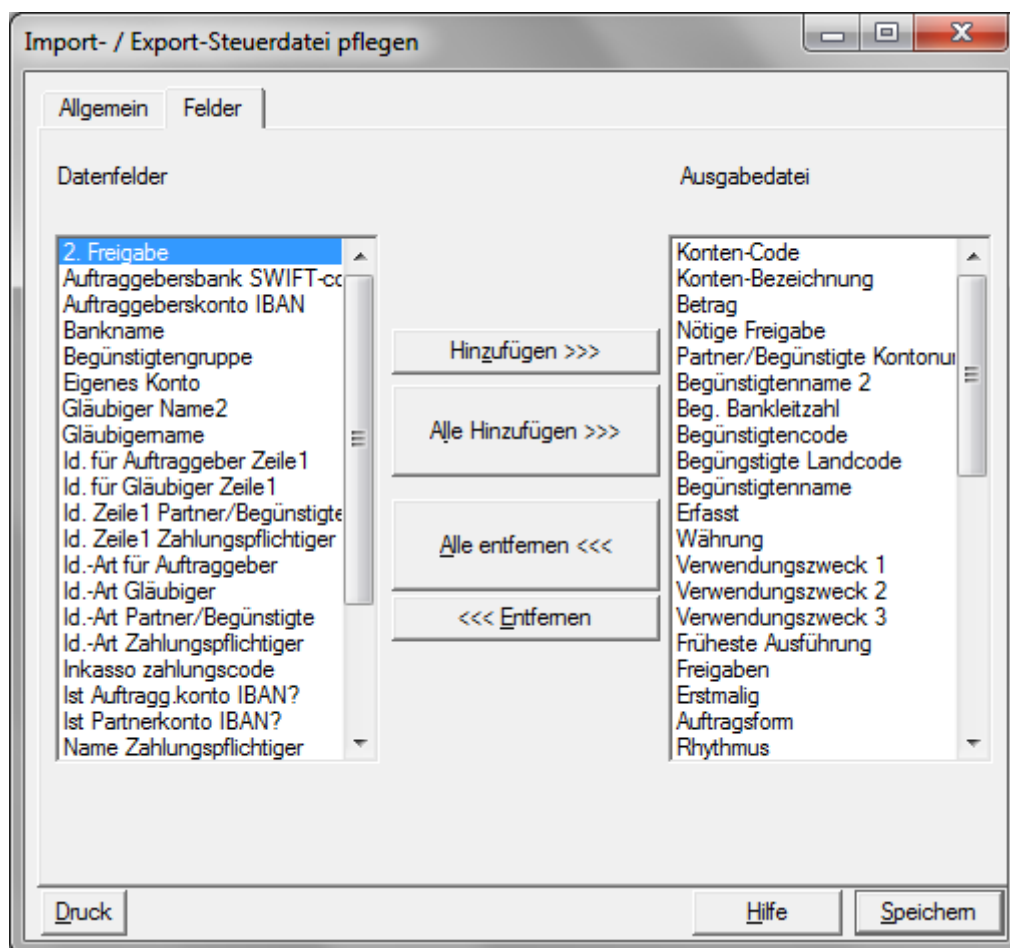 Import- / Export-Steuerdatei pflegen
Allgemein Felder
Datenfelder
Ausgabedatei
2. Freigabe
Auftraggebersbank SWIFT-co
Auftraggeberskonto IBAN
Bankname
Begünstigtengruppe
Eigenes Konto
Gläubiger Name2
Gläubigername
Id. für Auftraggeber Zeile1
Id. für Gläubiger Zeile1
Id. Zeile1 Partner/Begünstigte
Id. Zeile1 Zahlungspflichtiger
Id.-Art für Auftraggeber
Id.-Art Gläubiger
Id.-Art Partner/Begünstigte
Id.-Art Zahlungspflichtiger
Inkasso zahlungscode
Ist Auftragg.konto IBAN?
Ist Partnerkonto IBAN?
Name Zahlungspflichtiger
Hinzufügen >>>
Alle Hinzufügen >>>
Alle entfernen <<<
<<< Entfernen
Konten-Code
Konten-Bezeichnung
Betrag
Nötige Freigabe
Partner/Begünstigte Kontonu
Begünstigtenname 2
Beg. Bankleitzahl
Begünstigtencode
Begüngstigte Landcode
Begünstigtenname
Erfasst
Währung
Verwendungszweck 1
Verwendungszweck 2
Verwendungszweck 3
Früheste Ausführung
Freigaben
Erstmalig
Auftragsform
Rhythmus
Druck
Hilfe
Speichern